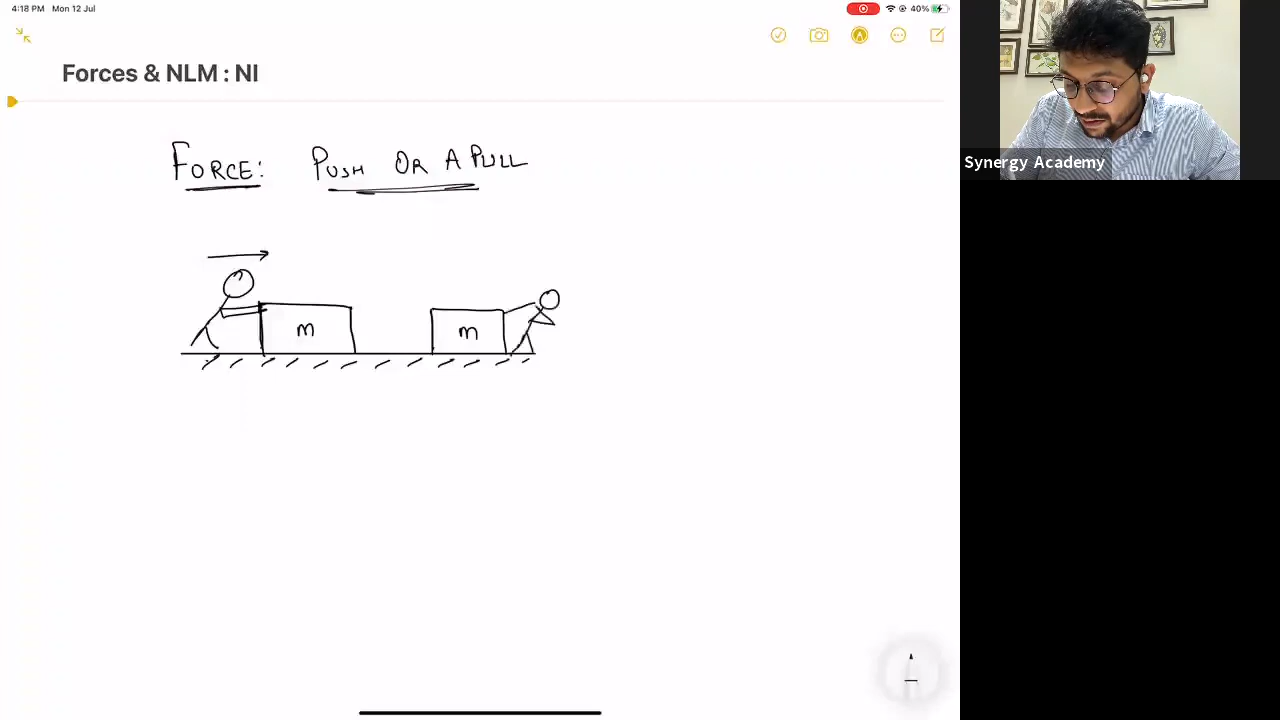 4:18 PM Mon 12 Jul
40%
Forces & NLM : NI
FORCE: PUSH OR A PULL
m
m
Synergy Academy